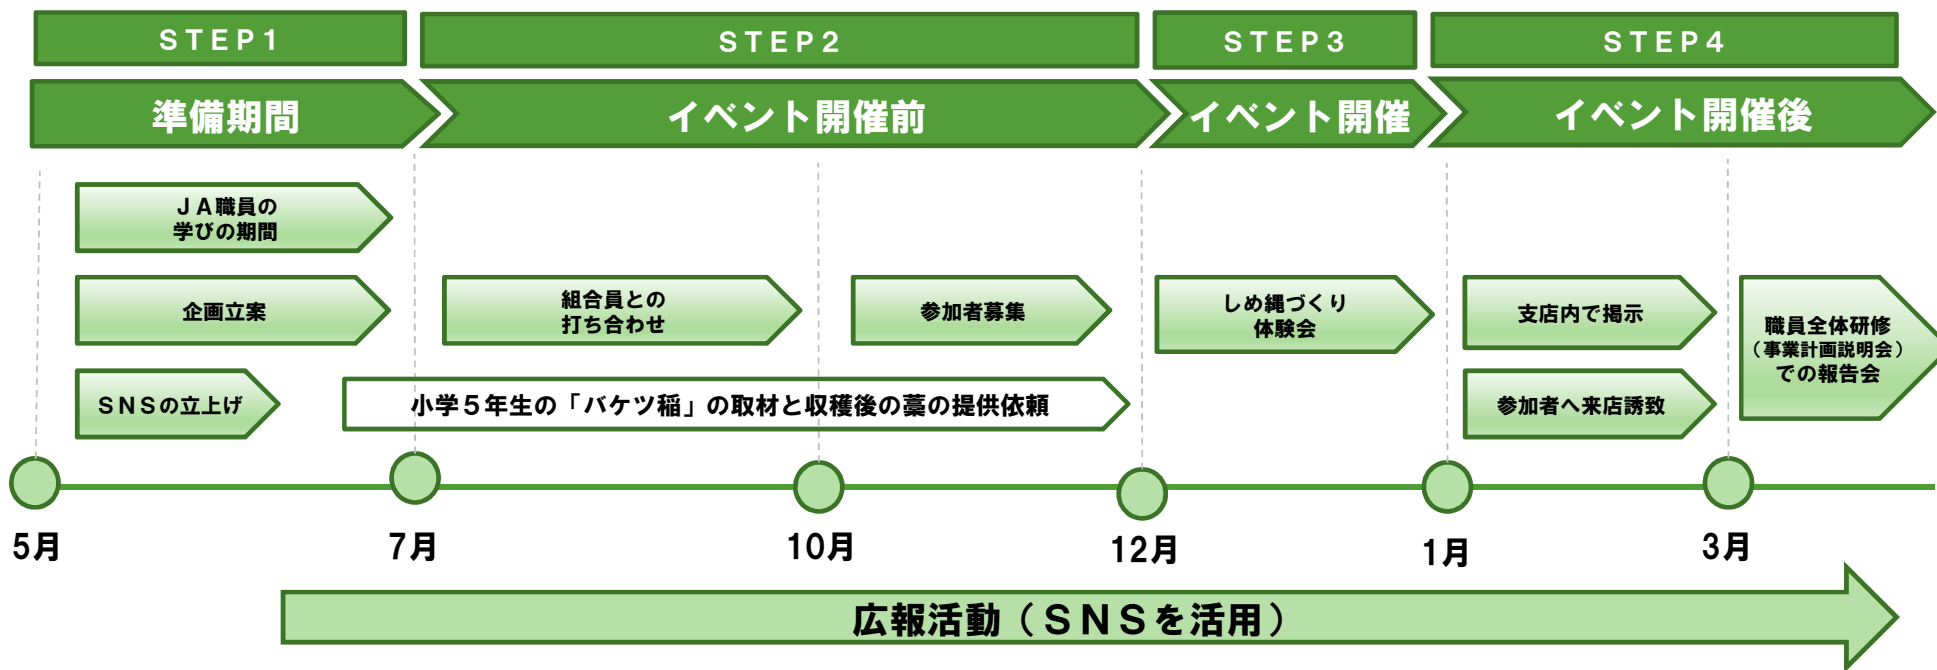 ＳＴＥＰ１
ＳＴＥＰ２
ＳＴＥＰ３
ＳＴＥＰ４
準備期間
イベント開催前
イベント開催
イベント開催後
ＪＡ職員の
学びの期間
企画立案
組合員との
打ち合わせ
参加者募集
しめ縄づくり
体験会
支店内で掲示
職員全体研修
（事業計画説明会）
での報告会
ＳＮＳの立上げ
小学５年生の「バケツ稲」の取材と収穫後の藁の提供依頼
参加者へ来店誘致
5月
7月
10月
12月
1月
3月
広報活動（ＳＮＳを活用）